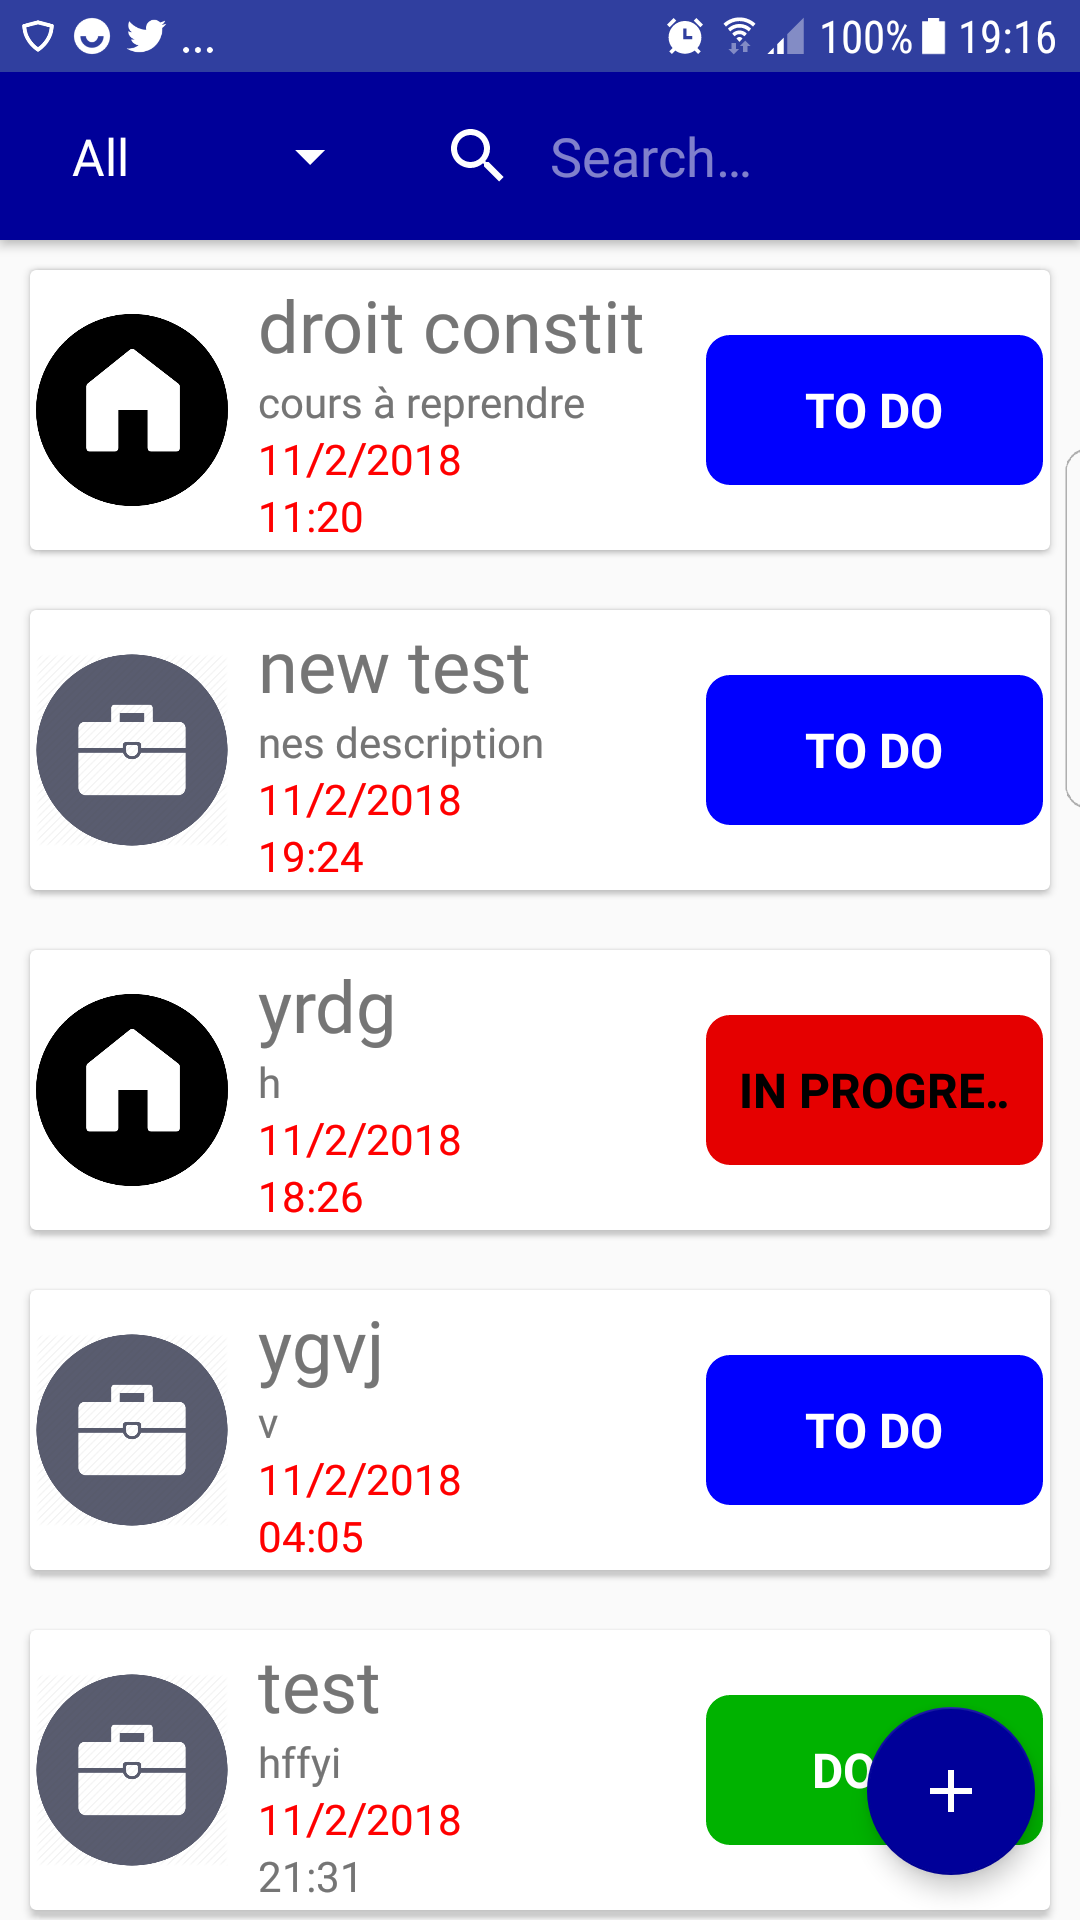 ... 100% 19:16
All Search...
droit constit
cours à reprendre
11/2/2018
11:20
TO DO
new test
nes description
11/2/2018
19:24
TO DO
yrdg
h
11/2/2018
18:26
IN PROGRE..
ygvj
v
11/2/2018
04:05
TO DO
test
hffyi
11/2/2018
21:31
DO